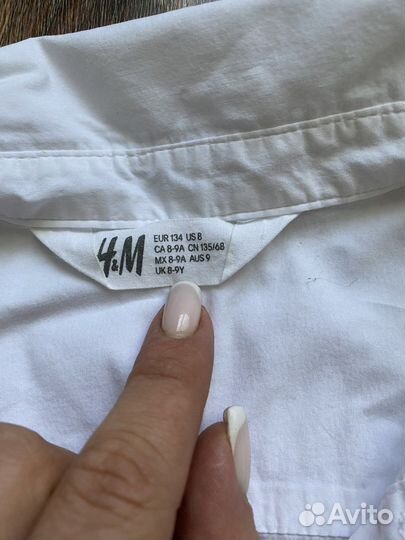 H&M
EUR 134 US 8
CA 8-9A CN 135/68
MX 8-9A AUS 9
UK 8-9Y
Avito